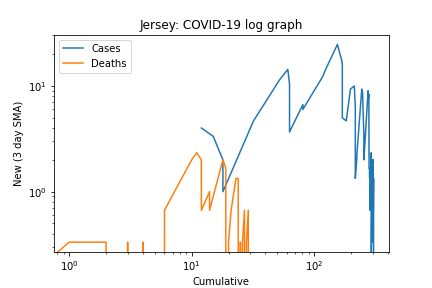 Jersey: COVID-19 log graph
Cases
Deaths
New (3 day SMA)
10¹
10⁰
10⁰ 10¹ 10²
Cumulative